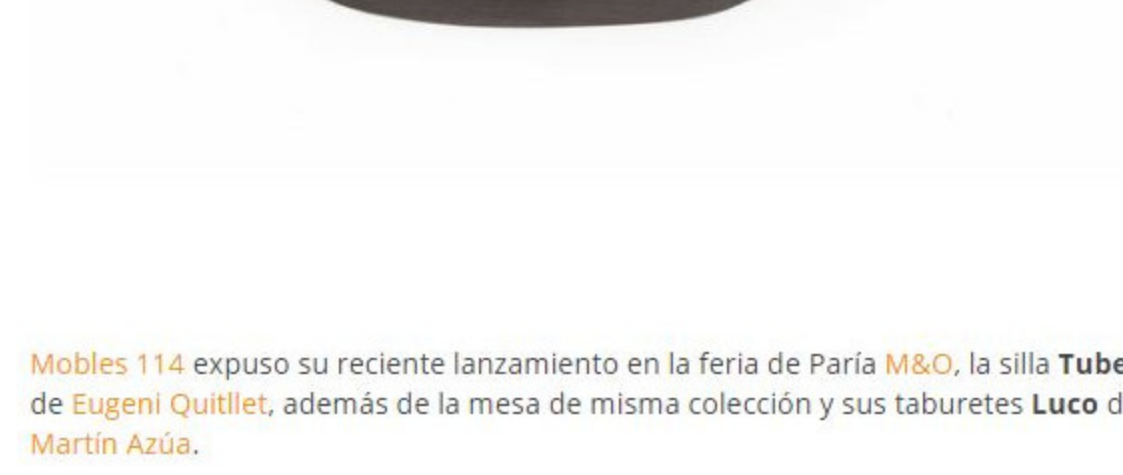 Mobles 114 expuso su reciente lanzamiento en la feria de Paría M&O, la silla Tube
de Eugeni Quitllet, además de la mesa de misma colección y sus taburetes Luco d
Martín Azúa.